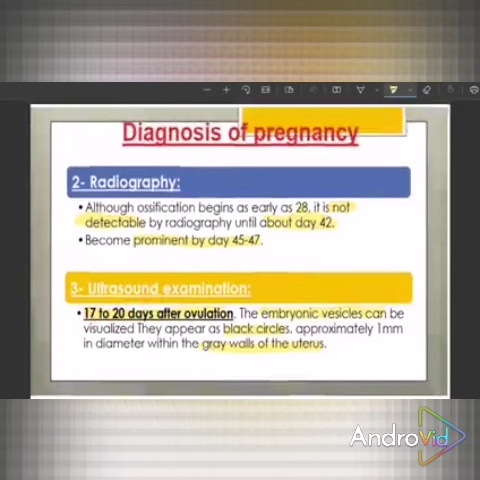 Diagnosis of pregnancy
2- Radiography:
• Although ossification begins as early as 28, it is not
detectable by radiography until about day 42.
• Become prominent by day 45-47.
3- Ultrasound examination:
• 17 to 20 days after ovulation. The embryonic vesicles can be
visualized They appear as black circles, approximately 1mm
in diameter within the gray walls of the uterus.
AndroVid